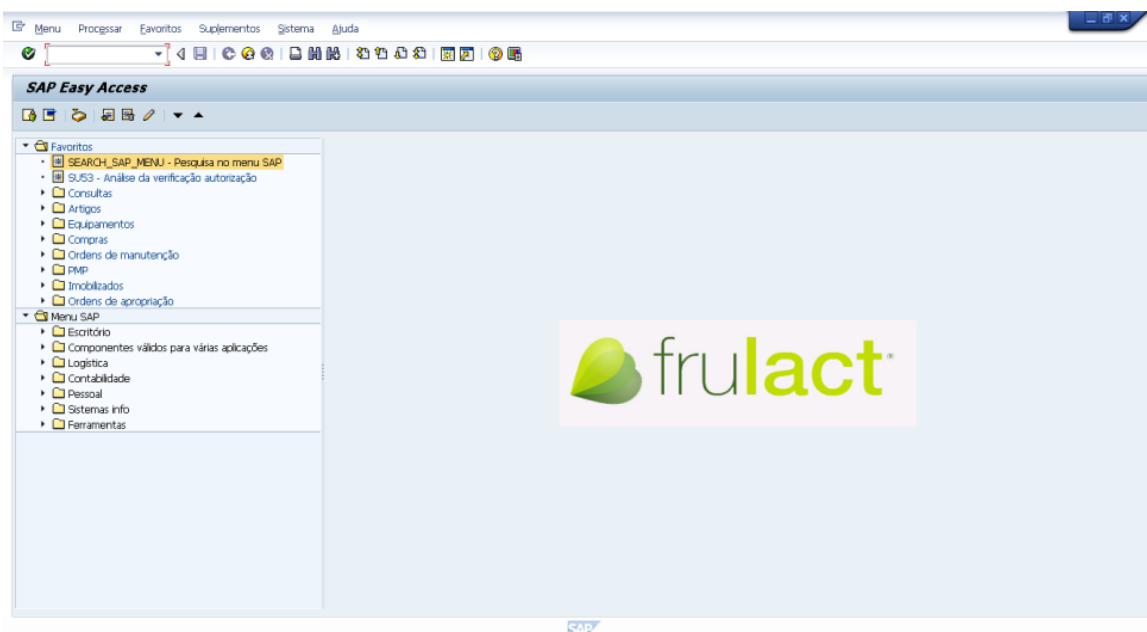 Menu Processar Favoritos Suplementos Sistema Ajuda
SAP Easy Access
Favoritos
SEARCH_SAP_MENU - Pesquisa no menu SAP
SU53 - Análise da verificação autorização
Consultas
Artigos
Equipamentos
Compras
Ordens de manutenção
PMP
Imobilizados
Ordens de apropriação
Menu SAP
Escritório
Componentes válidos para várias aplicações
Logística
Contabilidade
Pessoal
Sistemas info
Ferramentas
frulact
SAP